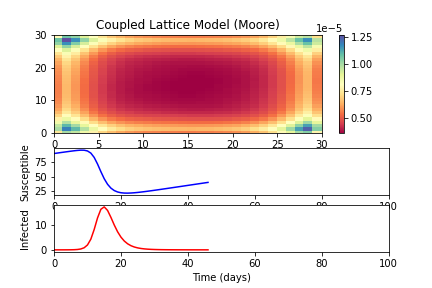 Coupled Lattice Model (Moore)
1e−5
30
20
10
0
0 5 10 15 20 25 30
1.25
1.00
0.75
0.50
Susceptible
75
50
25
0 20 40 60 80 100
Infected
10
0
0 20 40 60 80 100
Time (days)